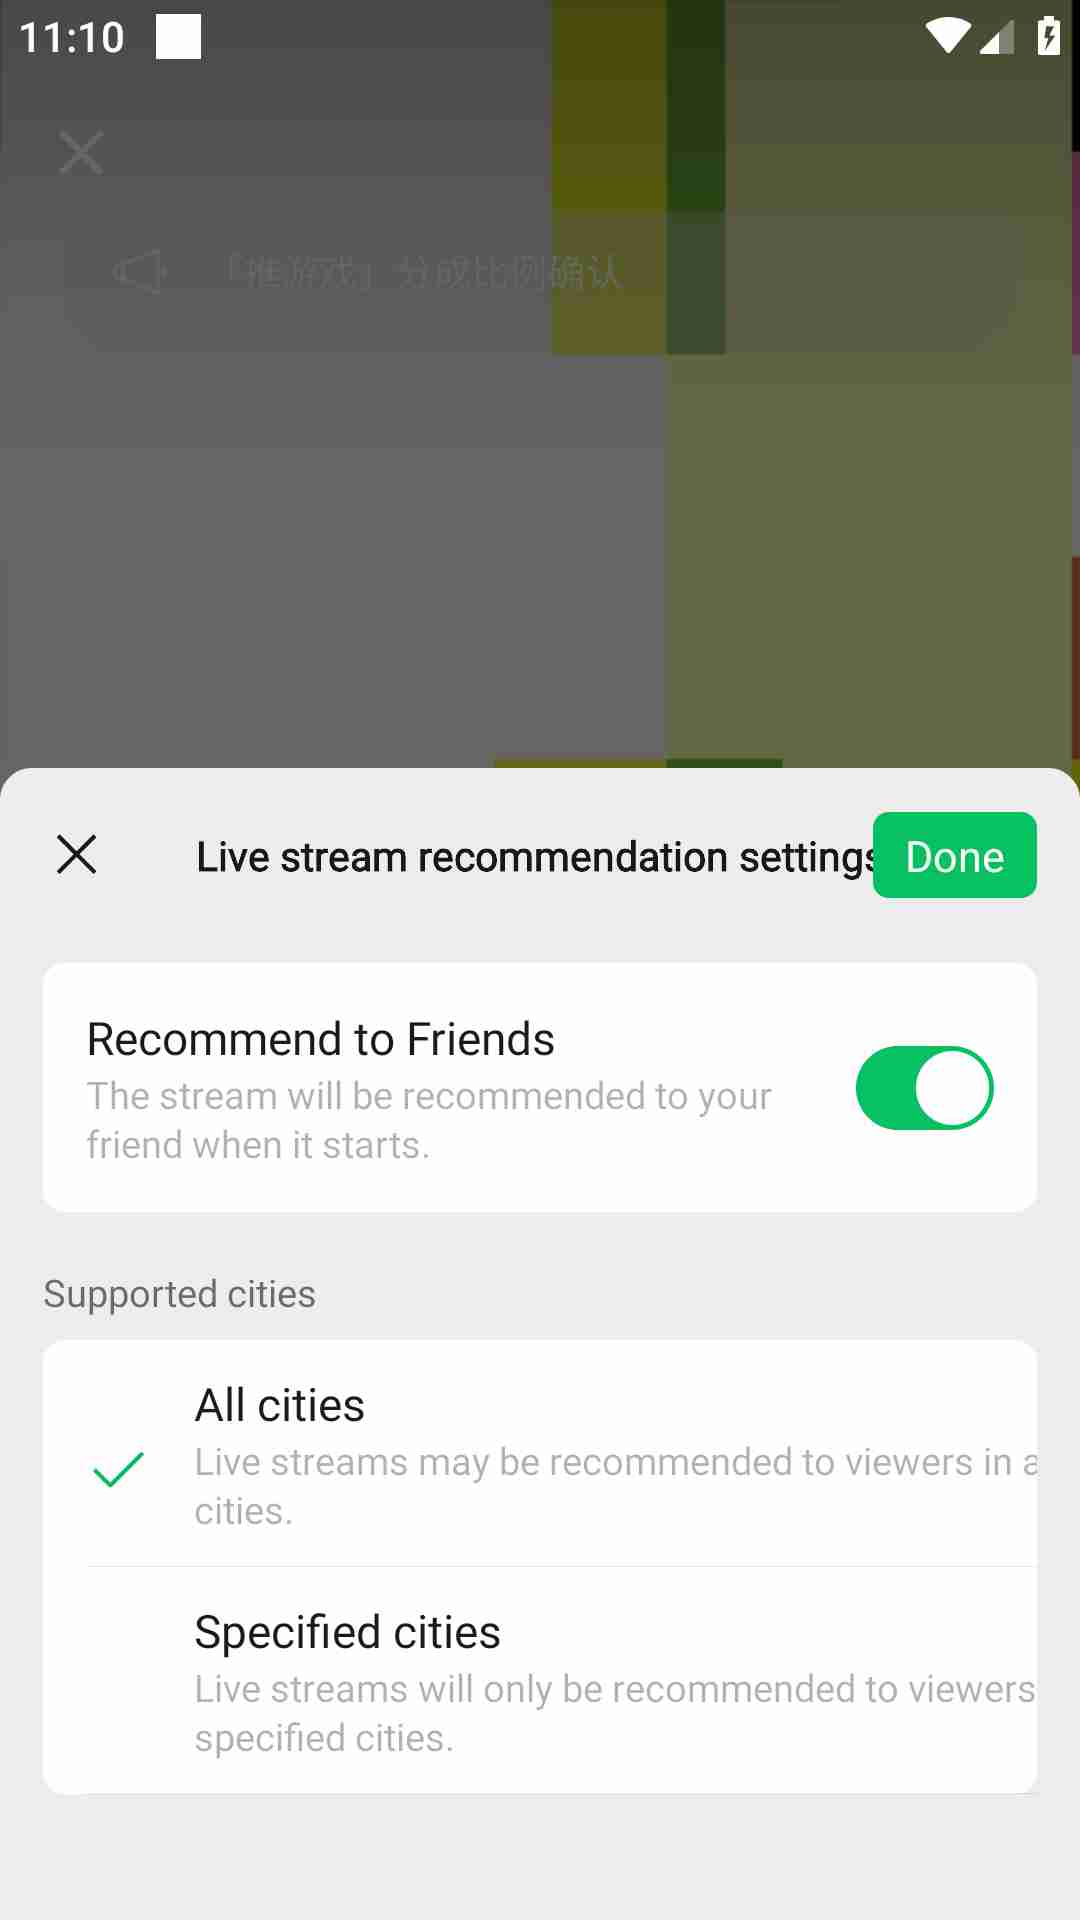 11:10
「推游戏」分成比例确认
Live stream recommendation settings
Done
Recommend to Friends
The stream will be recommended to your
friend when it starts.
Supported cities
All cities
Live streams may be recommended to viewers in
cities.
Specified cities
Live streams will only be recommended to viewers
specified cities.